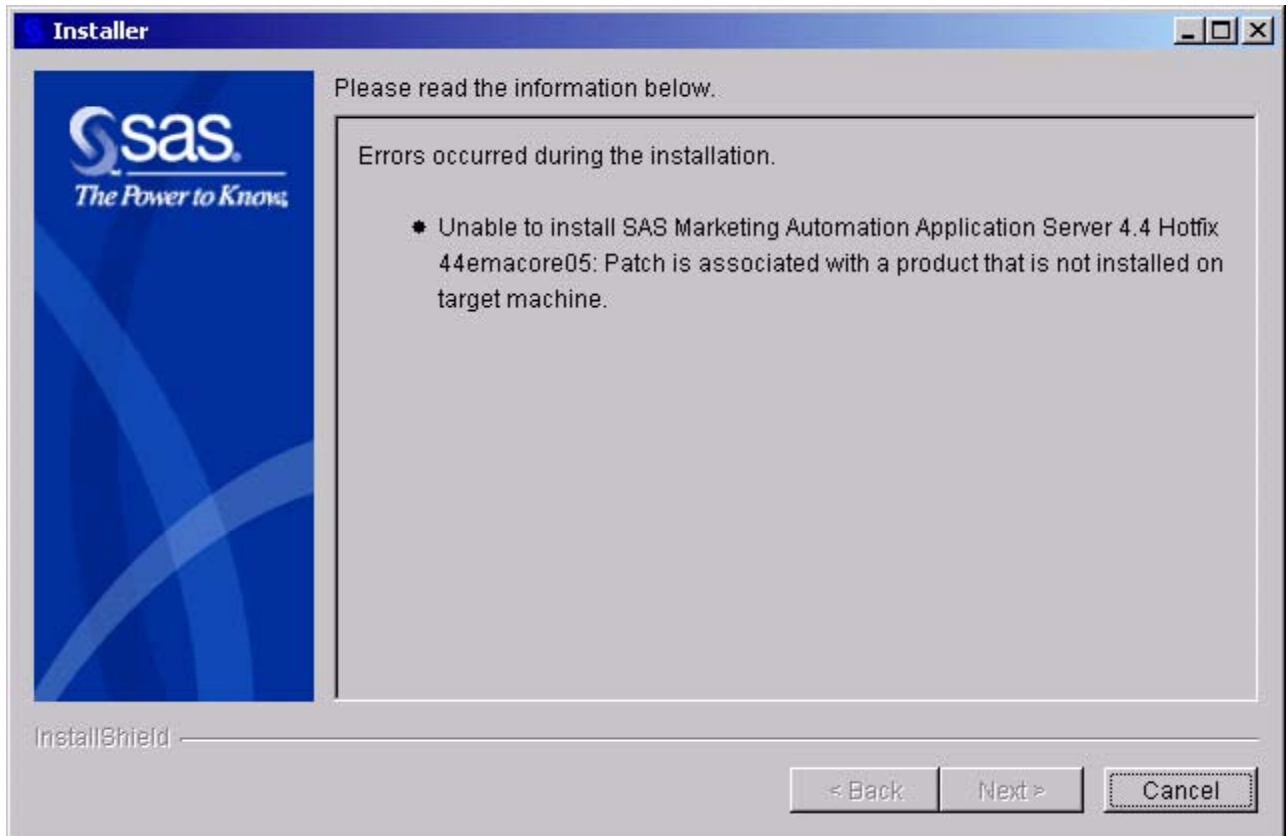 Installer
Please read the information below.
sas.
The Power to Know.
Errors occurred during the installation.
Unable to install SAS Marketing Automation Application Server 4.4 Hotfix
44emacore05: Patch is associated with a product that is not installed on
target machine.
InstallShield
< Back
Next >
Cancel